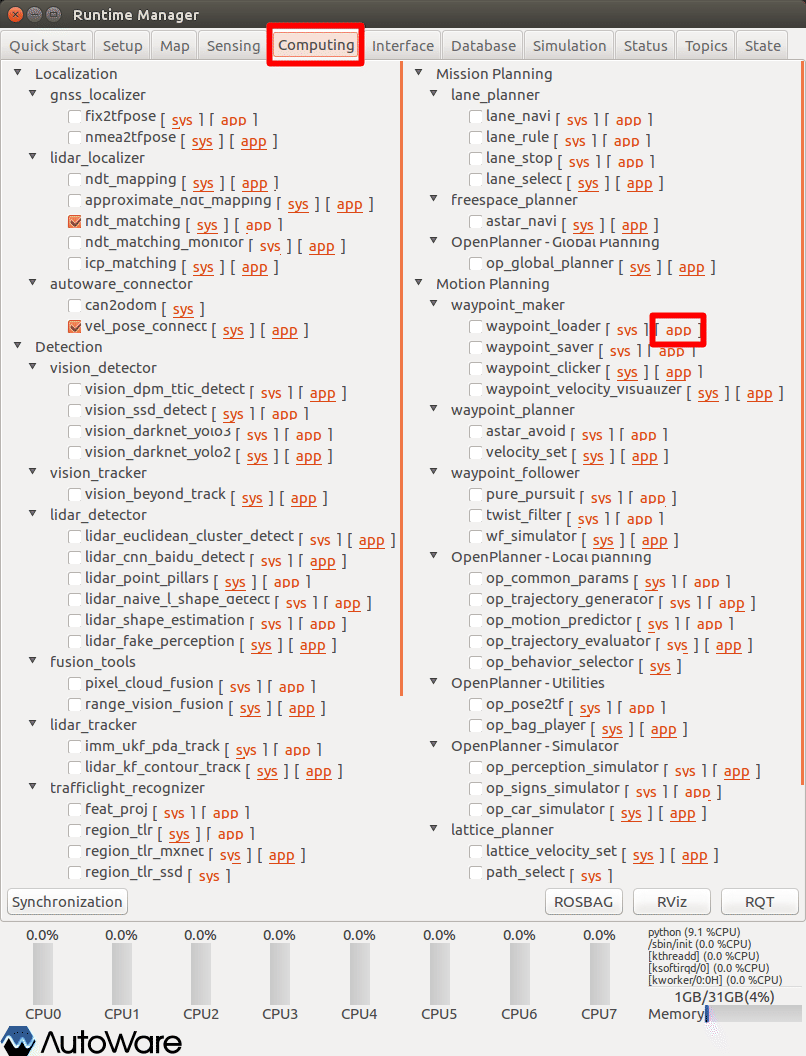 Runtime Manager
Quick Start Setup Map Sensing Computing Interface Database Simulation Status Topics State
Localization
gnss_localizer
fix2tfpose [ sys ] [ app ]
nmea2tfpose [ sys ] [ app ]
lidar_localizer
ndt_mapping [ sys ] [ app ]
approximate_ndt_mapping [ sys ] [ app ]
ndt_matching [ sys ] [ app ]
ndt_matching_monitor [ sys ] [ app ]
icp_matching [ sys ] [ app ]
autoware_connector
can2odom [ sys ]
vel_pose_connect [ sys ] [ app ]
Detection
vision_detector
vision_dpm_ttic_detect [ sys ] [ app ]
vision_ssd_detect [ sys ] [ app ]
vision_darknet_yolo3 [ sys ] [ app ]
vision_darknet_yolo2 [ sys ] [ app ]
vision_tracker
vision_beyond_track [ sys ] [ app ]
lidar_detector
lidar_euclidean_cluster_detect [ sys ] [ app ]
lidar_cnn_baidu_detect [ sys ] [ app ]
lidar_point_pillars [ sys ] [ app ]
lidar_naive_l_shape_detect [ sys ] [ app ]
lidar_shape_estimation [ sys ] [ app ]
lidar_fake_perception [ sys ] [ app ]
fusion_tools
pixel_cloud_fusion [ sys ] [ app ]
range_vision_fusion [ sys ] [ app ]
lidar_tracker
imm_ukf_pda_track [ sys ] [ app ]
lidar_kf_contour_track [ sys ] [ app ]
trafficlight_recognizer
feat_proj [ sys ] [ app ]
region_tlr [ sys ] [ app ]
region_tlr_mxnet [ sys ] [ app ]
region_tlr_ssd [ sys ]
Mission Planning
lane_planner
lane_navi [ sys ] [ app ]
lane_rule [ sys ] [ app ]
lane_stop [ sys ] [ app ]
lane_select [ sys ] [ app ]
freespace_planner
astar_navi [ sys ] [ app ]
OpenPlanner - Global Planning
op_global_planner [ sys ] [ app ]
Motion Planning
waypoint_maker
waypoint_loader [ sys ] [ app ]
waypoint_saver [ sys ] [ app ]
waypoint_clicker [ sys ] [ app ]
waypoint_velocity_visualizer [ sys ] [ app ]
waypoint_planner
astar_avoid [ sys ] [ app ]
velocity_set [ sys ] [ app ]
waypoint_follower
pure_pursuit [ sys ] [ app ]
twist_filter [ sys ] [ app ]
wf_simulator [ sys ] [ app ]
OpenPlanner - Local planning
op_common_params [ sys ] [ app ]
op_trajectory_generator [ sys ] [ app ]
op_motion_predictor [ sys ] [ app ]
op_trajectory_evaluator [ sys ] [ app ]
op_behavior_selector [ sys ]
OpenPlanner - Utilities
op_pose2tf [ sys ] [ app ]
op_bag_player [ sys ] [ app ]
OpenPlanner - Simulator
op_perception_simulator [ sys ] [ app ]
op_signs_simulator [ sys ] [ app ]
op_car_simulator [ sys ] [ app ]
lattice_planner
lattice_velocity_set [ sys ] [ app ]
path_select [ sys ]
Synchronization ROSBAG RViz RQT
0.0% 0.0% 0.0% 0.0% 0.0% 0.0% 0.0% 0.0%
CPU0 CPU1 CPU2 CPU3 CPU4 CPU5 CPU6 CPU7
python (9.1 %CPU)
/sbin/init (0.0 %CPU)
[kthreadd] (0.0 %CPU)
[ksoftirqd/0] (0.0 %CPU)
[kworker/0:0H] (0.0 %CPU)
1GB/31GB(4%)
Memory
AutoWare